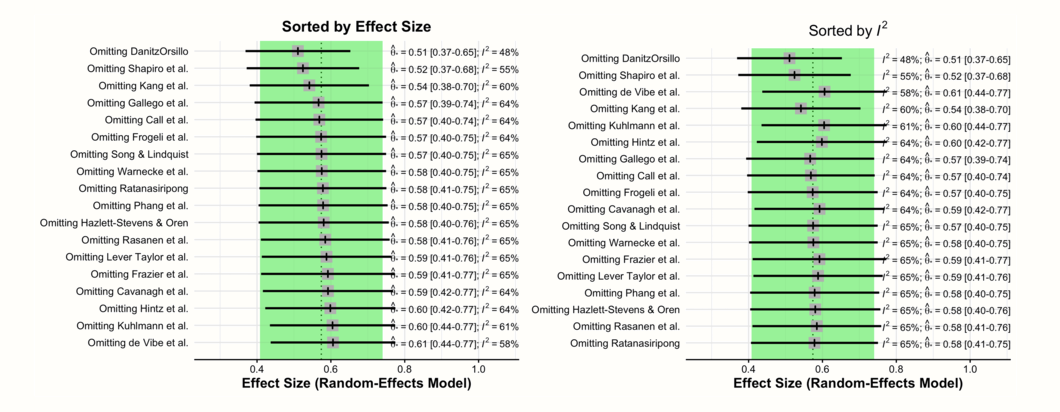 Sorted by Effect Size
Omitting DanitzOrsillo θ̂* = 0.51 [0.37-0.65]; I² = 48%
Omitting Shapiro et al. θ̂* = 0.52 [0.37-0.68]; I² = 55%
Omitting Kang et al. θ̂* = 0.54 [0.38-0.70]; I² = 60%
Omitting Gallego et al. θ̂* = 0.57 [0.39-0.74]; I² = 64%
Omitting Call et al. θ̂* = 0.57 [0.40-0.74]; I² = 64%
Omitting Frogeli et al. θ̂* = 0.57 [0.40-0.75]; I² = 64%
Omitting Song & Lindquist θ̂* = 0.57 [0.40-0.75]; I² = 65%
Omitting Warnecke et al. θ̂* = 0.58 [0.40-0.75]; I² = 65%
Omitting Ratanasiripong θ̂* = 0.58 [0.41-0.75]; I² = 65%
Omitting Phang et al. θ̂* = 0.58 [0.40-0.75]; I² = 65%
Omitting Hazlett-Stevens & Oren θ̂* = 0.58 [0.40-0.76]; I² = 65%
Omitting Rasanen et al. θ̂* = 0.58 [0.41-0.76]; I² = 65%
Omitting Lever Taylor et al. θ̂* = 0.59 [0.41-0.76]; I² = 65%
Omitting Frazier et al. θ̂* = 0.59 [0.41-0.77]; I² = 65%
Omitting Cavanagh et al. θ̂* = 0.59 [0.42-0.77]; I² = 64%
Omitting Hintz et al. θ̂* = 0.60 [0.42-0.77]; I² = 64%
Omitting Kuhlmann et al. θ̂* = 0.60 [0.44-0.77]; I² = 61%
Omitting de Vibe et al. θ̂* = 0.61 [0.44-0.77]; I² = 58%
0.4 0.6 0.8 1.0
Effect Size (Random-Effects Model)
Sorted by I²
Omitting DanitzOrsillo I² = 48%; θ̂* = 0.51 [0.37-0.65]
Omitting Shapiro et al. I² = 55%; θ̂* = 0.52 [0.37-0.68]
Omitting de Vibe et al. I² = 58%; θ̂* = 0.61 [0.44-0.77]
Omitting Kang et al. I² = 60%; θ̂* = 0.54 [0.38-0.70]
Omitting Kuhlmann et al. I² = 61%; θ̂* = 0.60 [0.44-0.77]
Omitting Hintz et al. I² = 64%; θ̂* = 0.60 [0.42-0.77]
Omitting Gallego et al. I² = 64%; θ̂* = 0.57 [0.39-0.74]
Omitting Call et al. I² = 64%; θ̂* = 0.57 [0.40-0.74]
Omitting Frogeli et al. I² = 64%; θ̂* = 0.57 [0.40-0.75]
Omitting Cavanagh et al. I² = 64%; θ̂* = 0.59 [0.42-0.77]
Omitting Song & Lindquist I² = 65%; θ̂* = 0.57 [0.40-0.75]
Omitting Warnecke et al. I² = 65%; θ̂* = 0.58 [0.40-0.75]
Omitting Frazier et al. I² = 65%; θ̂* = 0.59 [0.41-0.77]
Omitting Lever Taylor et al. I² = 65%; θ̂* = 0.59 [0.41-0.76]
Omitting Phang et al. I² = 65%; θ̂* = 0.58 [0.40-0.75]
Omitting Hazlett-Stevens & Oren I² = 65%; θ̂* = 0.58 [0.40-0.76]
Omitting Rasanen et al. I² = 65%; θ̂* = 0.58 [0.41-0.76]
Omitting Ratanasiripong I² = 65%; θ̂* = 0.58 [0.41-0.75]
0.4 0.6 0.8 1.0
Effect Size (Random-Effects Model)